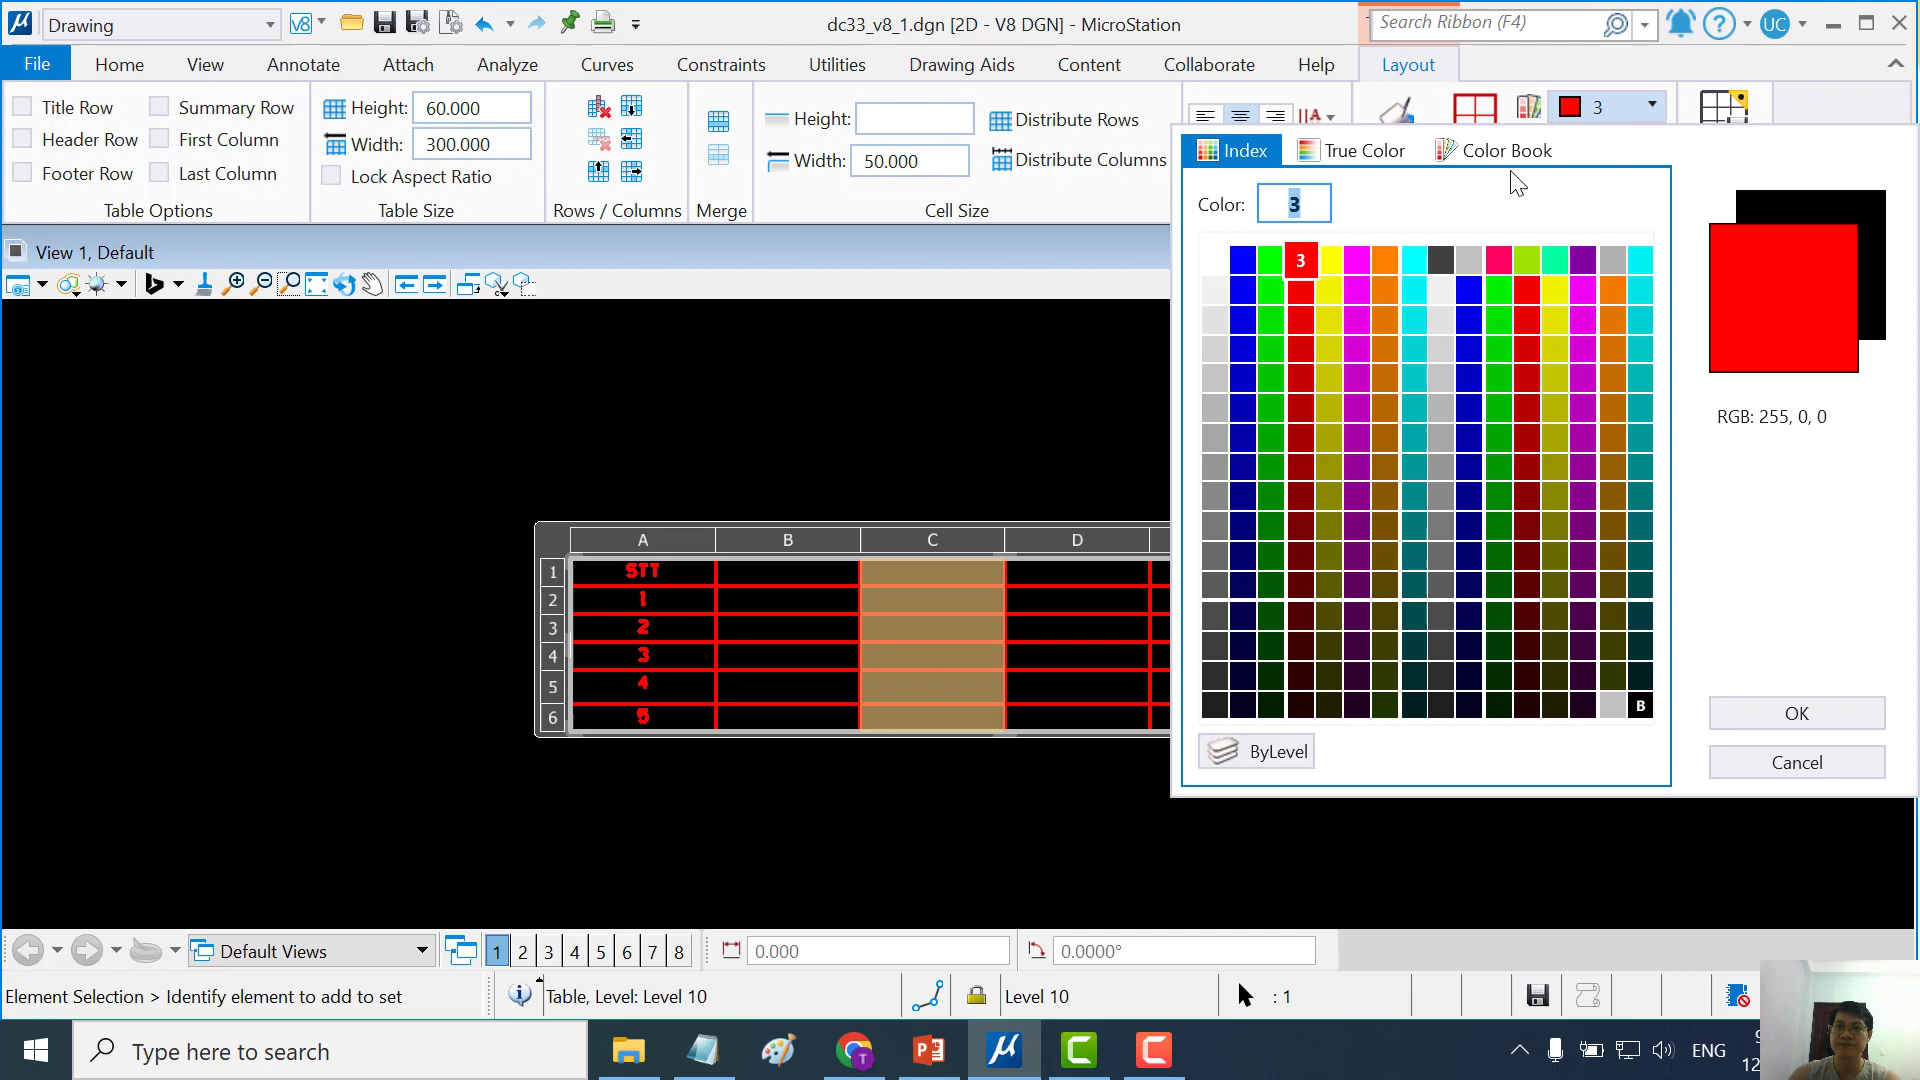 Drawing
V8
dc33_v8_1.dgn [2D - V8 DGN] - MicroStation
Search Ribbon (F4)
UC
File Home View Annotate Attach Analyze Curves Constraints Utilities Drawing Aids Content Collaborate Help Layout
Title Row Summary Row Height: 60.000
Header Row First Column Width: 300.000
Footer Row Last Column Lock Aspect Ratio
Height: Distribute Rows
Width: 50.000 Distribute Columns
3
Table Options Table Size Rows / Columns Merge Cell Size
Index True Color Color Book
Color: 3
3
B
ByLevel
RGB: 255, 0, 0
OK
Cancel
View 1, Default
A B C D
1 STT
2 1
3 2
4 3
5 4
6 5
Default Views 1 2 3 4 5 6 7 8 0.000 0.0000°
Element Selection > Identify element to add to set Table, Level: Level 10 Level 10 : 1
Type here to search
ENG